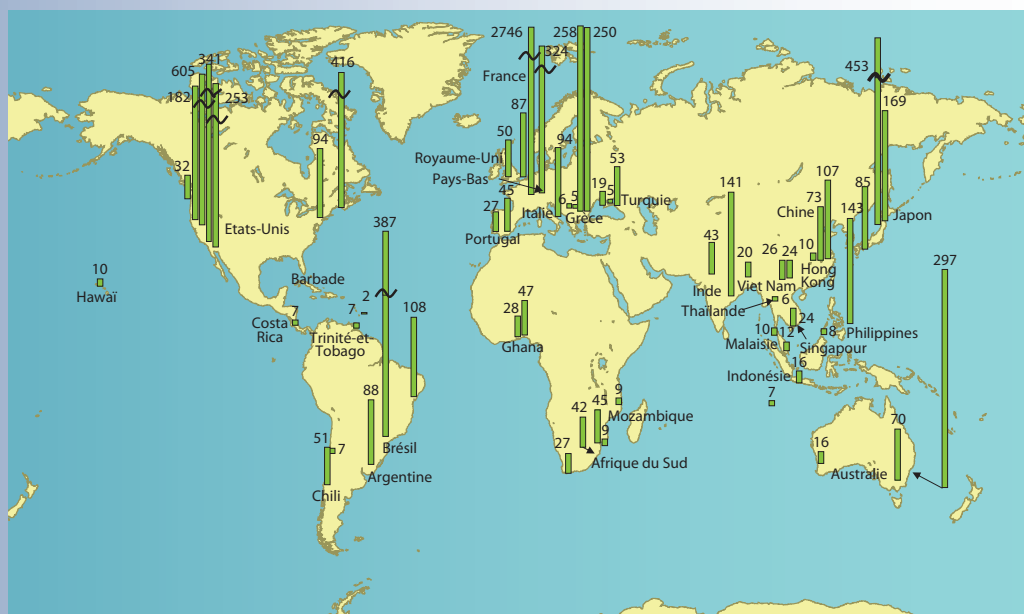 2746
258
250
324
341
605
416
453
182
253
France
169
87
50
94
94
Royaume-Uni
53
107
32
Pays-Bas
141
85
45
6
5
19
5
Turquie
73
27
Italie
Grèce
Chine
143
Japon
Etats-Unis
387
Portugal
43
10
297
10
Barbade
20
26
24
Hong
Kong
Hawaï
Inde
Viet Nam
2
7
108
47
Thaïlande
6
7
28
24
Costa
Rica
Trinité-et-
Tobago
10
12
8
Philippines
Ghana
Malaisie
Singapour
16
Indonésie
88
9
7
42
45
Mozambique
51
7
27
9
70
16
Brésil
Afrique du Sud
Argentine
Australie
Chili